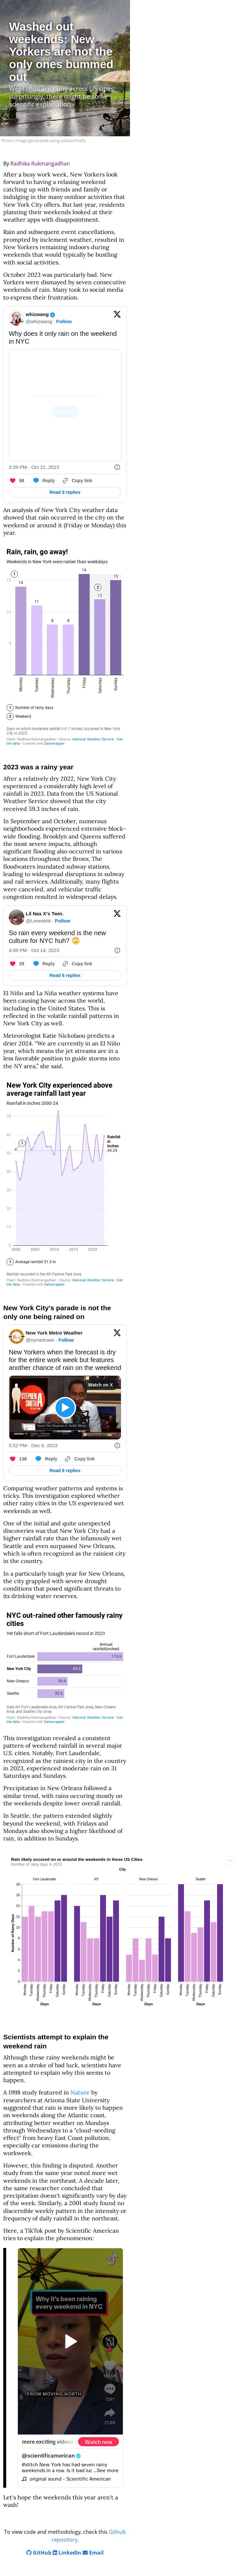 Washed out
weekends: New
Yorkers are not the
only ones bummed
out
Weekends are rainy across US cities;
surprisingly, there might be some
scientific explanation
Photo: Image generated using Adobe Firefly
By Radhika Rukmangadhan
After a busy work week, New Yorkers look
forward to having a relaxing weekend
catching up with friends and family or
indulging in the many outdoor activities that
New York City offers. But last year, residents
planning their weekends looked at their
weather apps with disappointment.
Rain and subsequent event cancellations,
prompted by inclement weather, resulted in
New Yorkers remaining indoors during
weekends that would typically be bustling
with social activities.
October 2023 was particularly bad. New
Yorkers were dismayed by seven consecutive
weekends of rain. Many took to social media
to express their frustration.
whizwang
@whizwang · Follow
Why does it only rain on the weekend
in NYC
3:39 PM · Oct 21, 2023
88 Reply Copy link
Read 9 replies
An analysis of New York City weather data
showed that rain occurred in the city on the
weekend or around it (Friday or Monday) this
year.
Rain, rain, go away!
Weekends in New York were rainier than weekdays
15
10
5
14
11
8
8
16
12
15
1
2
Monday
Tuesday
Wednesday
Thursday
Friday
Saturday
Sunday
1 Number of rainy days
2 Weekend
Days in which moderate rainfall (>0.1 inches) occurred in New York
city in 2023.
Chart: Radhika Rukmangadhan · Source: National Weather Service · Get
the data · Created with Datawrapper
2023 was a rainy year
After a relatively dry 2022, New York City
experienced a considerably high level of
rainfall in 2023. Data from the US National
Weather Service showed that the city
received 59.3 inches of rain.
In September and October, numerous
neighborhoods experienced extensive block-
wide flooding. Brooklyn and Queens suffered
the most severe impacts, although
significant flooding also occurred in various
locations throughout the Bronx. The
floodwaters inundated subway stations,
leading to widespread disruptions in subway
and rail services. Additionally, many flights
were canceled, and vehicular traffic
congestion resulted in widespread delays.
Lil Nas X's Twin.
· Follow
So rain every weekend is the new
culture for NYC huh? 🙄
4:09 PM · Oct 14, 2023
28 Reply Copy link
Read 6 replies
El Niño and La Niña weather systems have
been causing havoc across the world,
including in the United States. This is
reflected in the volatile rainfall patterns in
New York City as well.
Meteorologist Katie Nickolaou predicts a
drier 2024. “We are currently in an El Niño
year, which means the jet streams are in a
less favorable position to guide storms into
the NY area,” she said.
New York City experienced above
average rainfall last year
Rainfall in inches 2000-24
70
60
50
40
30
20
10
0
1
Rainfall
in
inches
59.29
2000
2005
2010
2015
2020
1 Average rainfall 51.5 in
Rainfall recorded in the NY-Central Park Area
Chart: Radhika Rukmangadhan · Source: National Weather Service · Get
the data · Created with Datawrapper
New York City's parade is not the
only one being rained on
New York Metro Weather
@nymetrowx · Follow
New Yorkers when the forecast is dry
for the entire work week but features
another chance of rain on the weekend
Watch on X
5:52 PM · Dec 6, 2023
138 Reply Copy link
Read 6 replies
Comparing weather patterns and systems is
tricky. This investigation explored whether
other rainy cities in the US experienced wet
weekends as well.
One of the initial and quite unexpected
discoveries was that New York City had a
higher rainfall rate than the infamously wet
Seattle and even surpassed New Orleans,
which is often recognized as the rainiest city
in the country.
In a particularly tough year for New Orleans,
the city grappled with severe drought
conditions that posed significant threats to
its drinking water reserves.
NYC out-rained other famously rainy
cities
Yet falls short of Fort Lauderdale's record in 2023
Annual
rainfall(inches)
Fort Lauderdale 113.6
New York City 59.3
New Orleans 39.9
Seattle 35.6
Data for Fort Lauderdale Area, NY-Central Park Area, New Orleans
Area, and Seattle City Area
Chart: Radhika Rukmangadhan · Source: National Weather Service · Get
the data · Created with Datawrapper
This investigation revealed a consistent
pattern of weekend rainfall in several major
U.S. cities. Notably, Fort Lauderdale,
recognized as the rainiest city in the country
in 2023, experienced moderate rain on 31
Saturdays and Sundays.
Precipitation in New Orleans followed a
similar trend, with rains occurring mostly on
the weekends despite lower overall rainfall.
In Seattle, the pattern extended slightly
beyond the weekend, with Fridays and
Mondays also showing a higher likelihood of
rain, in addition to Sundays.
Rain likely occured on or around the weekends in these US Cities
Number of rainy days in 2023
City
Fort Lauderdale NY New Orleans Seattle
Number of Rainy Days
18
16
14
12
10
8
6
4
2
0
Monday Tuesday Wednesday Thursday Friday Saturday Sunday
Monday Tuesday Wednesday Thursday Friday Saturday Sunday
Monday Tuesday Wednesday Thursday Friday Saturday Sunday
Monday Tuesday Wednesday Thursday Friday Saturday Sunday
Days Days Days Days
Scientists attempt to explain the
weekend rain
Although these rainy weekends might be
seen as a stroke of bad luck, scientists have
attempted to explain why this seems to
happen.
A 1998 study featured in Nature by
researchers at Arizona State University
suggested that rain is more likely to happen
on weekends along the Atlantic coast,
attributing better weather on Mondays
through Wednesdays to a "cloud-seeding
effect" from heavy East Coast pollution,
especially car emissions during the
workweek.
However, this finding is disputed. Another
study from the same year noted more wet
weekends in the northeast. A decade later,
the same researcher concluded that
precipitation doesn't significantly vary by day
of the week. Similarly, a 2001 study found no
discernible weekly pattern in the intensity or
frequency of daily rainfall in the northeast.
Here, a TikTok post by Scientific American
tries to explain the phenomenon:
Why it's been raining
every weekend in NYC
FROM MOVING NORTH
more exciting videos
Watch now
@scientificamerican
#stitch New York has had seven rainy
weekends in a row. Is it bad luc ...See more
original sound - Scientific American
Let's hope the weekends this year aren't a
wash!
To view code and methodology, check this Github
repository.
GitHub LinkedIn Email